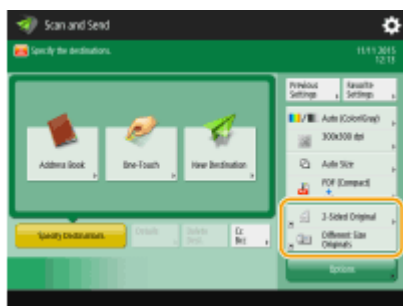 Scan and Send
Specify the destinations.
11/11 2015
12:13
Previous
Settings
Favorite
Settings
Auto (Color/Gray)
300x300 dpi
Auto Size
PDF (Compact)
Address Book
One-Touch
New Destination
2-Sided Original
Different Size
Originals
Specify Destinations
Details
Delete
Dest.
Cc
Bcc
Options